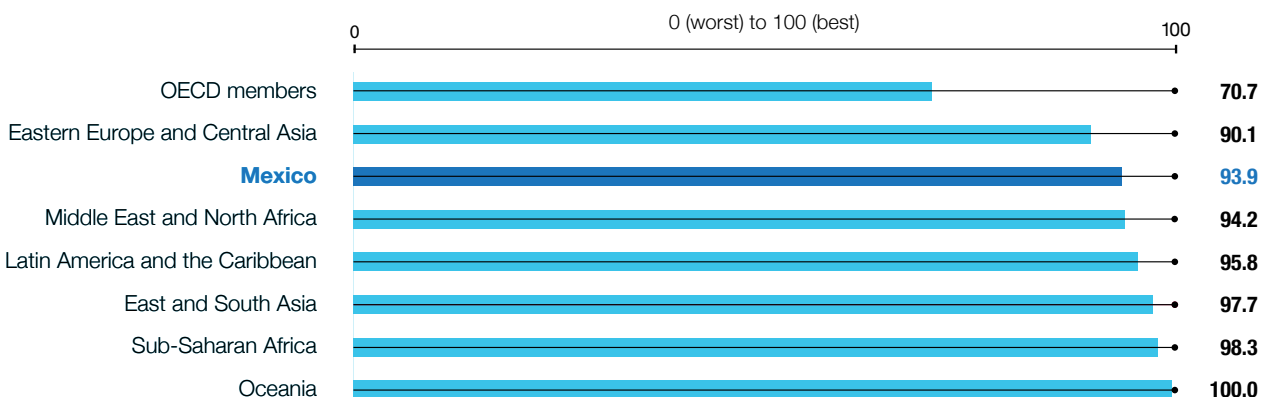 0 (worst) to 100 (best)
0 100
OECD members 70.7
Eastern Europe and Central Asia 90.1
Mexico 93.9
Middle East and North Africa 94.2
Latin America and the Caribbean 95.8
East and South Asia 97.7
Sub-Saharan Africa 98.3
Oceania 100.0